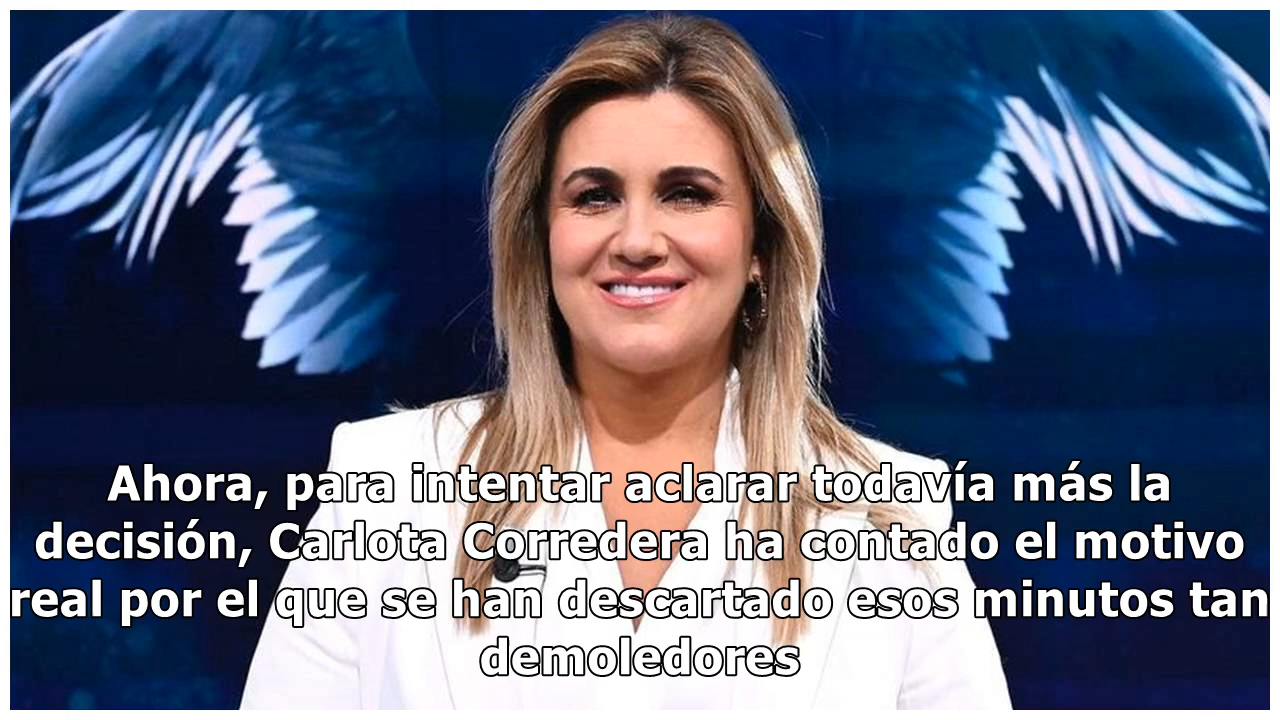 Ahora, para intentar aclarar todavía más la
decisión, Carlota Corredera ha contado el motivo
real por el que se han descartado esos minutos tan
demoledores